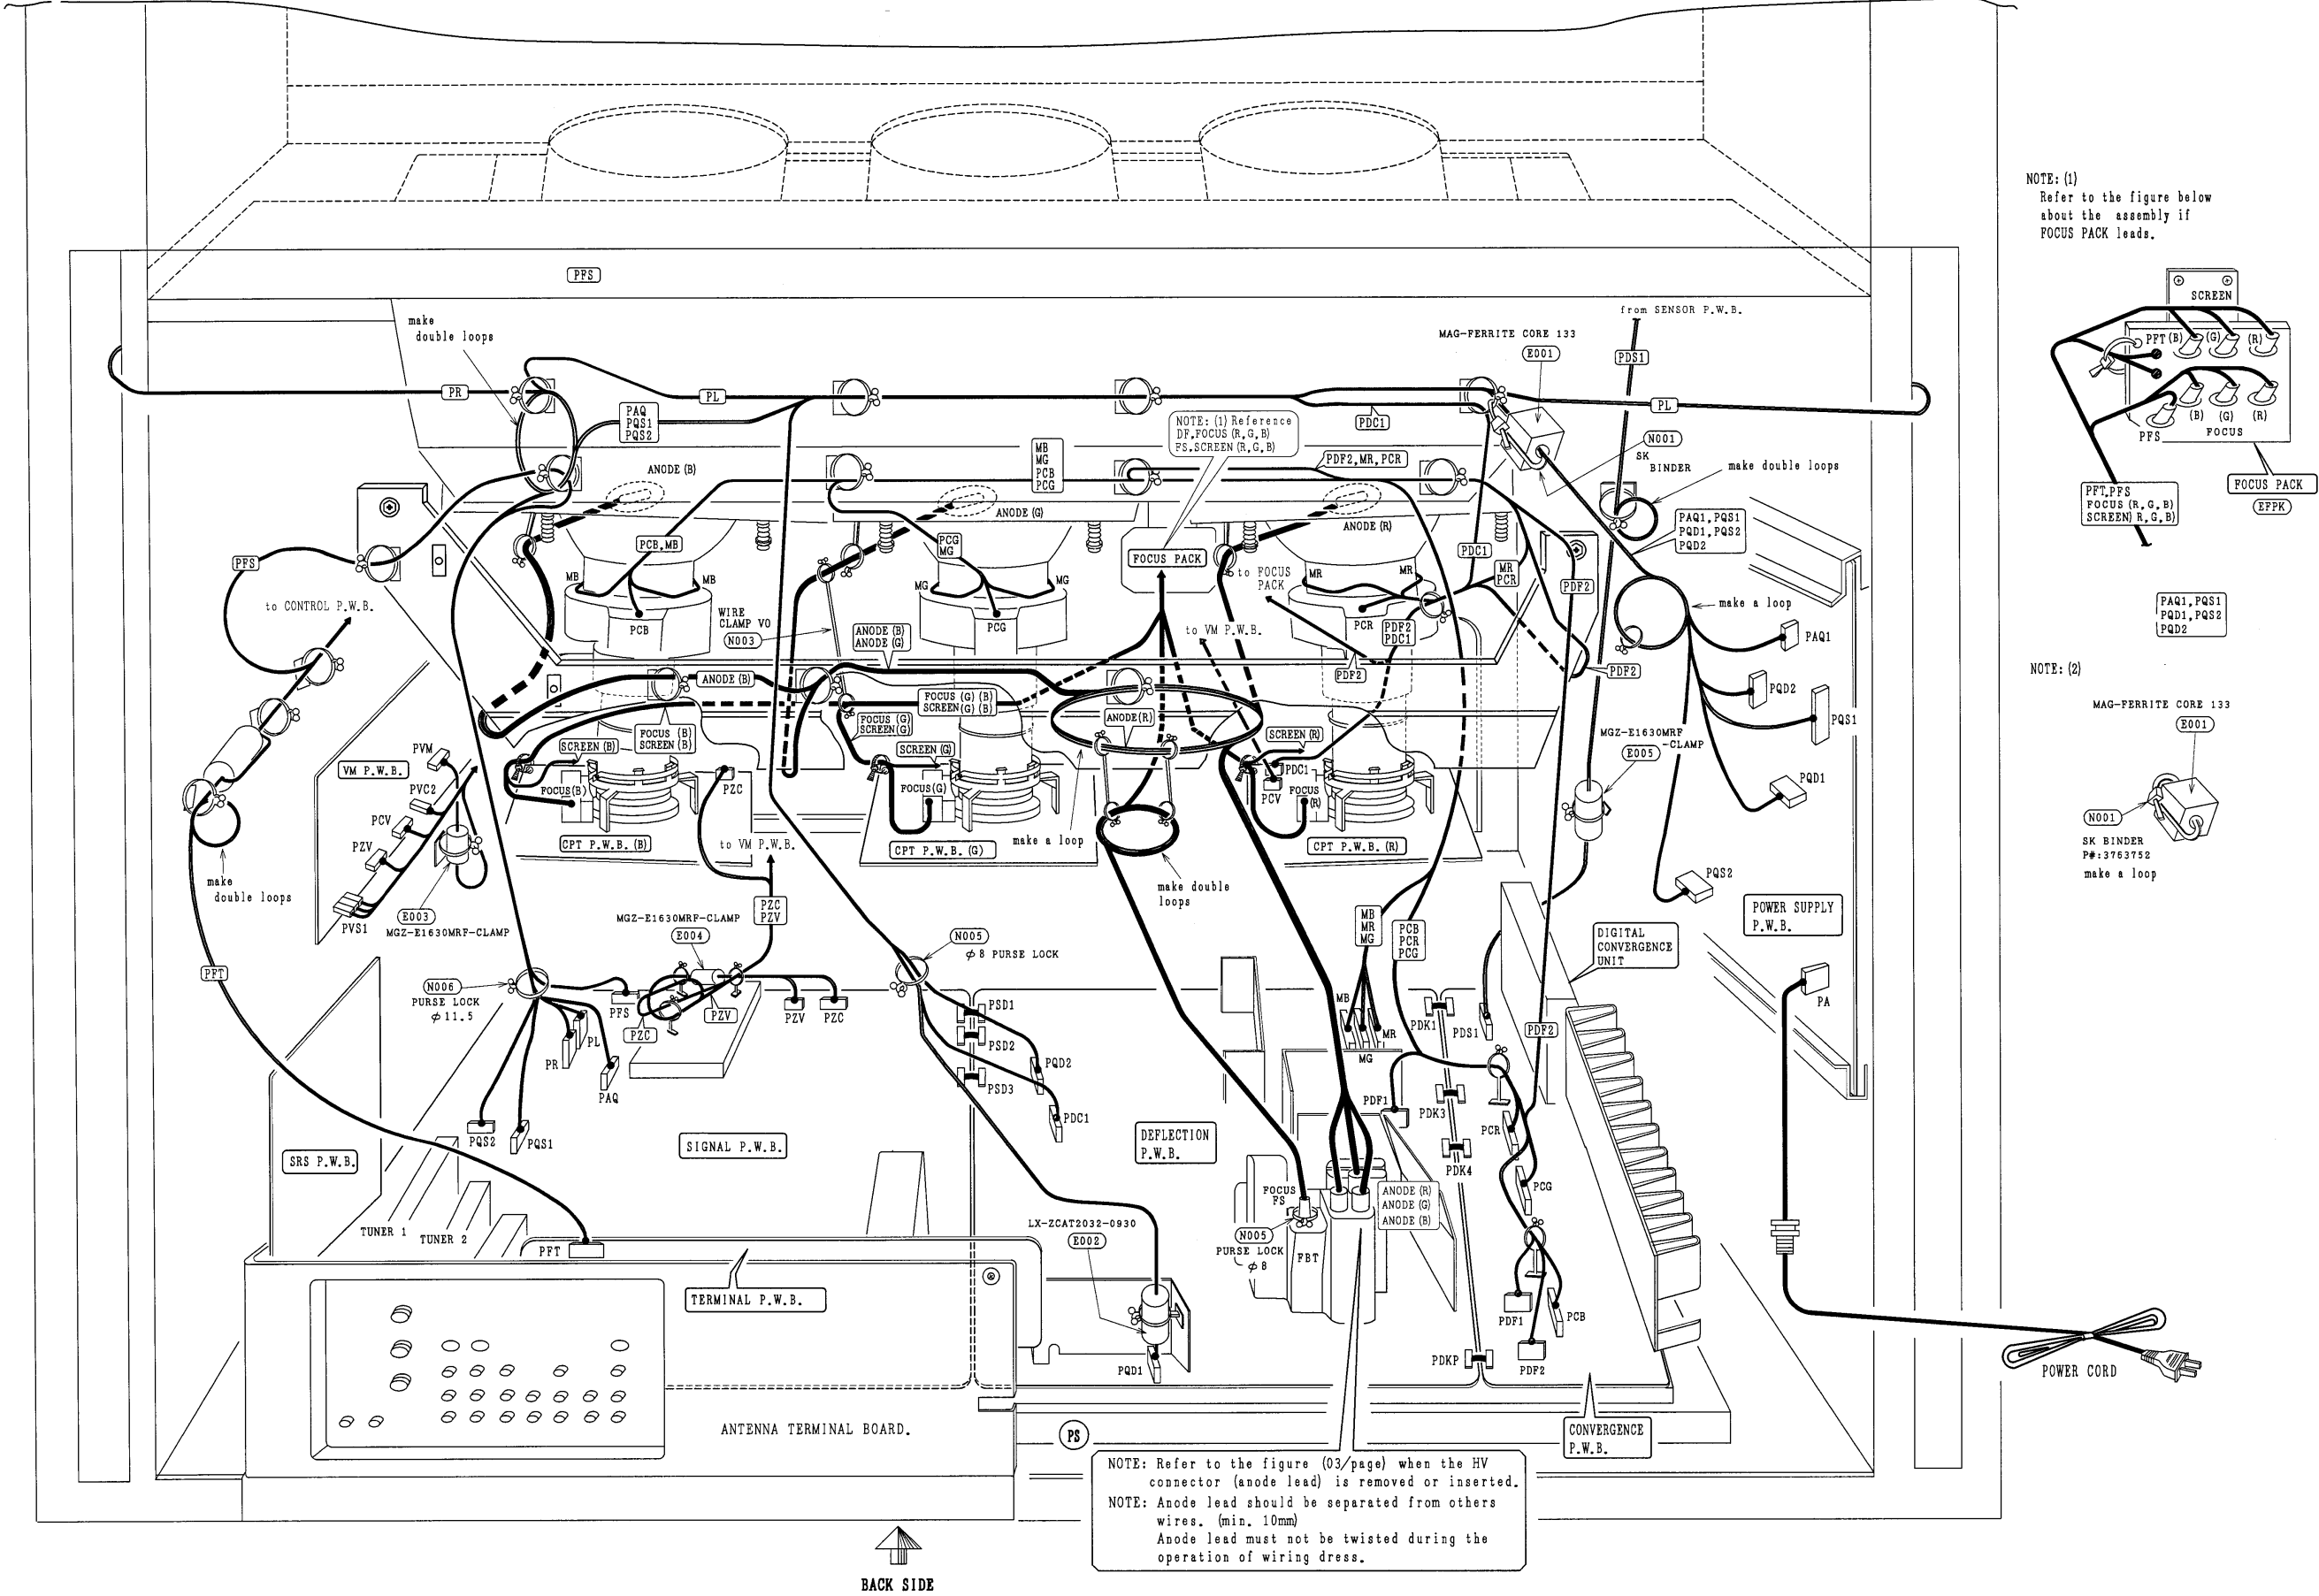 PFS
make
double loops
PR
PL
PAQ
PQS1
PQS2
MAG-FERRITE CORE 133
E001
from SENSOR P.W.B.
PDS1
PL
PDC1
NOTE: (1) Reference
DF,FOCUS (R,G,B)
FS,SCREEN (R,G,B)
N001
SK
BINDER
make double loops
ANODE (B)
MB
MG
PCB
PCG
PDF2,MR,PCR
ANODE (G)
ANODE (R)
PAQ1,PQS1
PQD1,PQS2
PQD2
PFS
to CONTROL P.W.B.
PCB,MB
MB
MB
PCB
WIRE
CLAMP VO
N003
PCG
MG
MG
MG
PCG
FOCUS PACK
to FOCUS
PACK
MR
MR
PCR
PDC1
MR
PCR
PDF2
PDF2
PDC1
PDF2
PDF2
to VM P.W.B.
make a loop
PAQ1
PQD2
PQS1
PQD1
PQS2
ANODE (B)
ANODE (G)
ANODE (B)
FOCUS (G) (B)
SCREEN(G) (B)
FOCUS (G)
SCREEN(G)
FOCUS (B)
SCREEN (B)
SCREEN (B)
SCREEN (G)
SCREEN (R)
ANODE(R)
FOCUS(B)
FOCUS(G)
FOCUS
(R)
PDC1
PCV
PZC
CPT P.W.B. (B)
CPT P.W.B. (G)
CPT P.W.B. (R)
to VM P.W.B.
make a loop
make double
loops
MGZ-E1630MRF
-CLAMP
E005
VM P.W.B.
PVM
PVC2
PCV
PZV
PVS1
E003
MGZ-E1630MRF-CLAMP
make
double loops
PFT
MGZ-E1630MRF-CLAMP
E004
PZC
PZV
N005
φ8 PURSE LOCK
N006
PURSE LOCK
φ11.5
PFS
PZC
PZV
PZV
PZC
PR
PL
PAQ
PQS2
PQS1
PSD1
PSD2
PSD3
PQD2
PDC1
MB
MR
MG
PCB
PCR
PCG
MB
MR
MG
PDK1
PDS1
PDF2
PDF1
PDK3
PDK4
PCR
PCG
PDF1
PCB
PDF2
PDKP
DIGITAL
CONVERGENCE
UNIT
POWER SUPPLY
P.W.B.
PA
SRS P.W.B.
SIGNAL P.W.B.
DEFLECTION
P.W.B.
TUNER 1
TUNER 2
PFT
TERMINAL P.W.B.
LX-ZCAT2032-0930
E002
PQD1
FOCUS
FS
N005
PURSE LOCK
φ8
FBT
ANODE (R)
ANODE (G)
ANODE (B)
CONVERGENCE
P.W.B.
ANTENNA TERMINAL BOARD.
PS
NOTE: Refer to the figure (03/page) when the HV
connector (anode lead) is removed or inserted.
NOTE: Anode lead should be separated from others
wires. (min. 10mm)
Anode lead must not be twisted during the
operation of wiring dress.
BACK SIDE
POWER CORD
NOTE: (1)
Refer to the figure below
about the assembly if
FOCUS PACK leads.
SCREEN
PFT (B) (G) (R)
(B) (G) (R)
PFS
FOCUS
FOCUS PACK
EFPK
PFT,PFS
FOCUS (R,G,B)
SCREEN) R,G,B)
PAQ1,PQS1
PQD1,PQS2
PQD2
NOTE: (2)
MAG-FERRITE CORE 133
E001
N001
SK BINDER
P#:3763752
make a loop